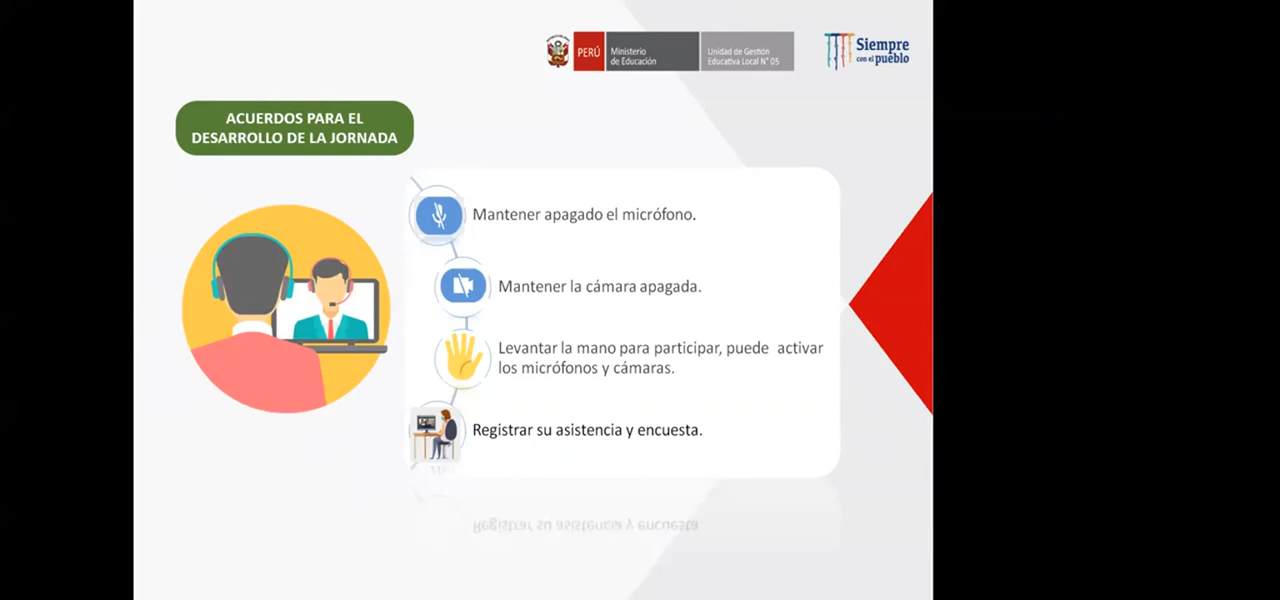 PERÚ
Ministerio
de Educación
Unidad de Gestión
Educativa Local N° 05
Siempre
con el pueblo
ACUERDOS PARA EL
DESARROLLO DE LA JORNADA
Mantener apagado el micrófono.
Mantener la cámara apagada.
Levantar la mano para participar, puede activar
los micrófonos y cámaras.
Registrar su asistencia y encuesta.